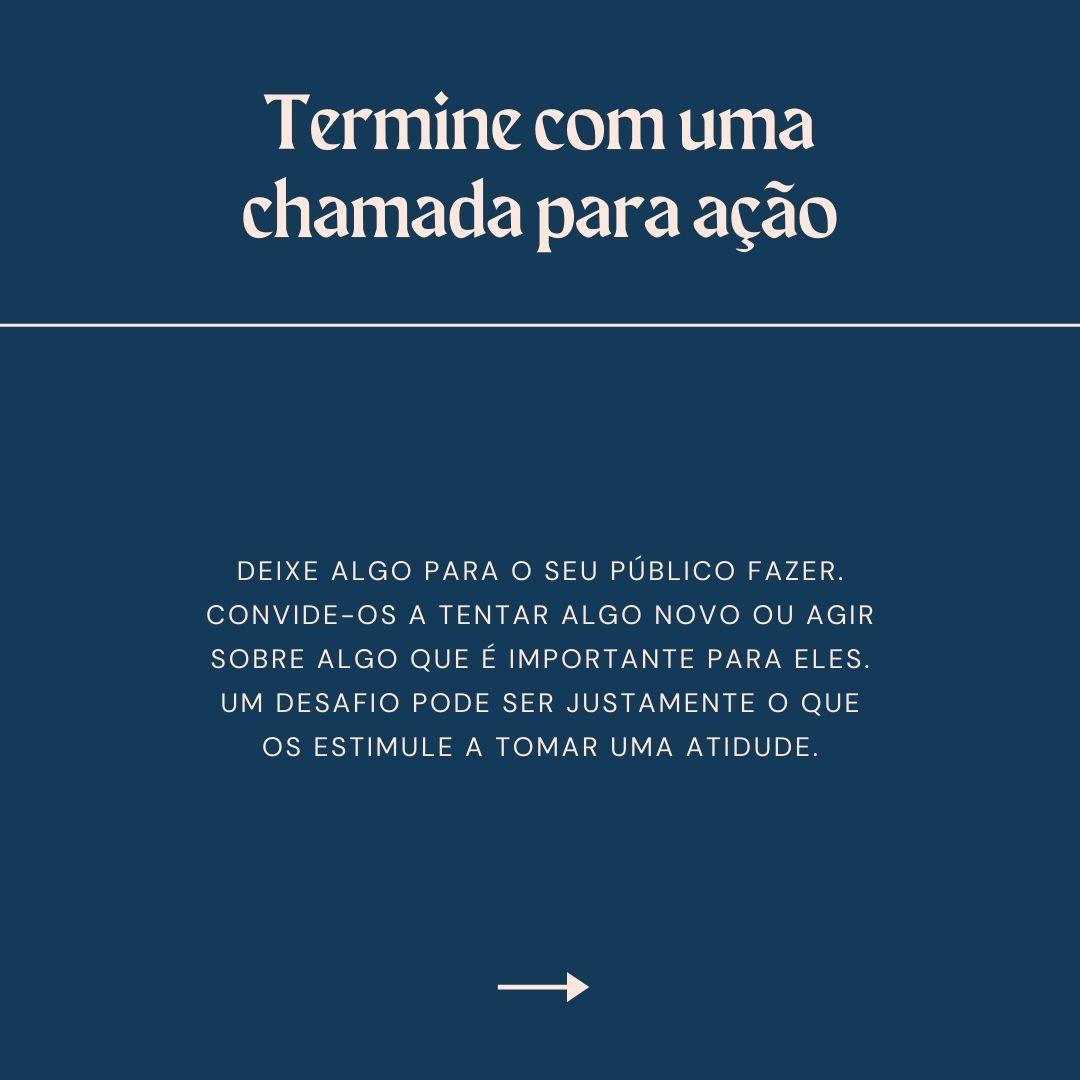 Termine com uma
chamada para ação
DEIXE ALGO PARA O SEU PÚBLICO FAZER.
CONVIDE-OS A TENTAR ALGO NOVO OU AGIR
SOBRE ALGO QUE É IMPORTANTE PARA ELES.
UM DESAFIO PODE SER JUSTAMENTE O QUE
OS ESTIMULE A TOMAR UMA ATIDUDE.